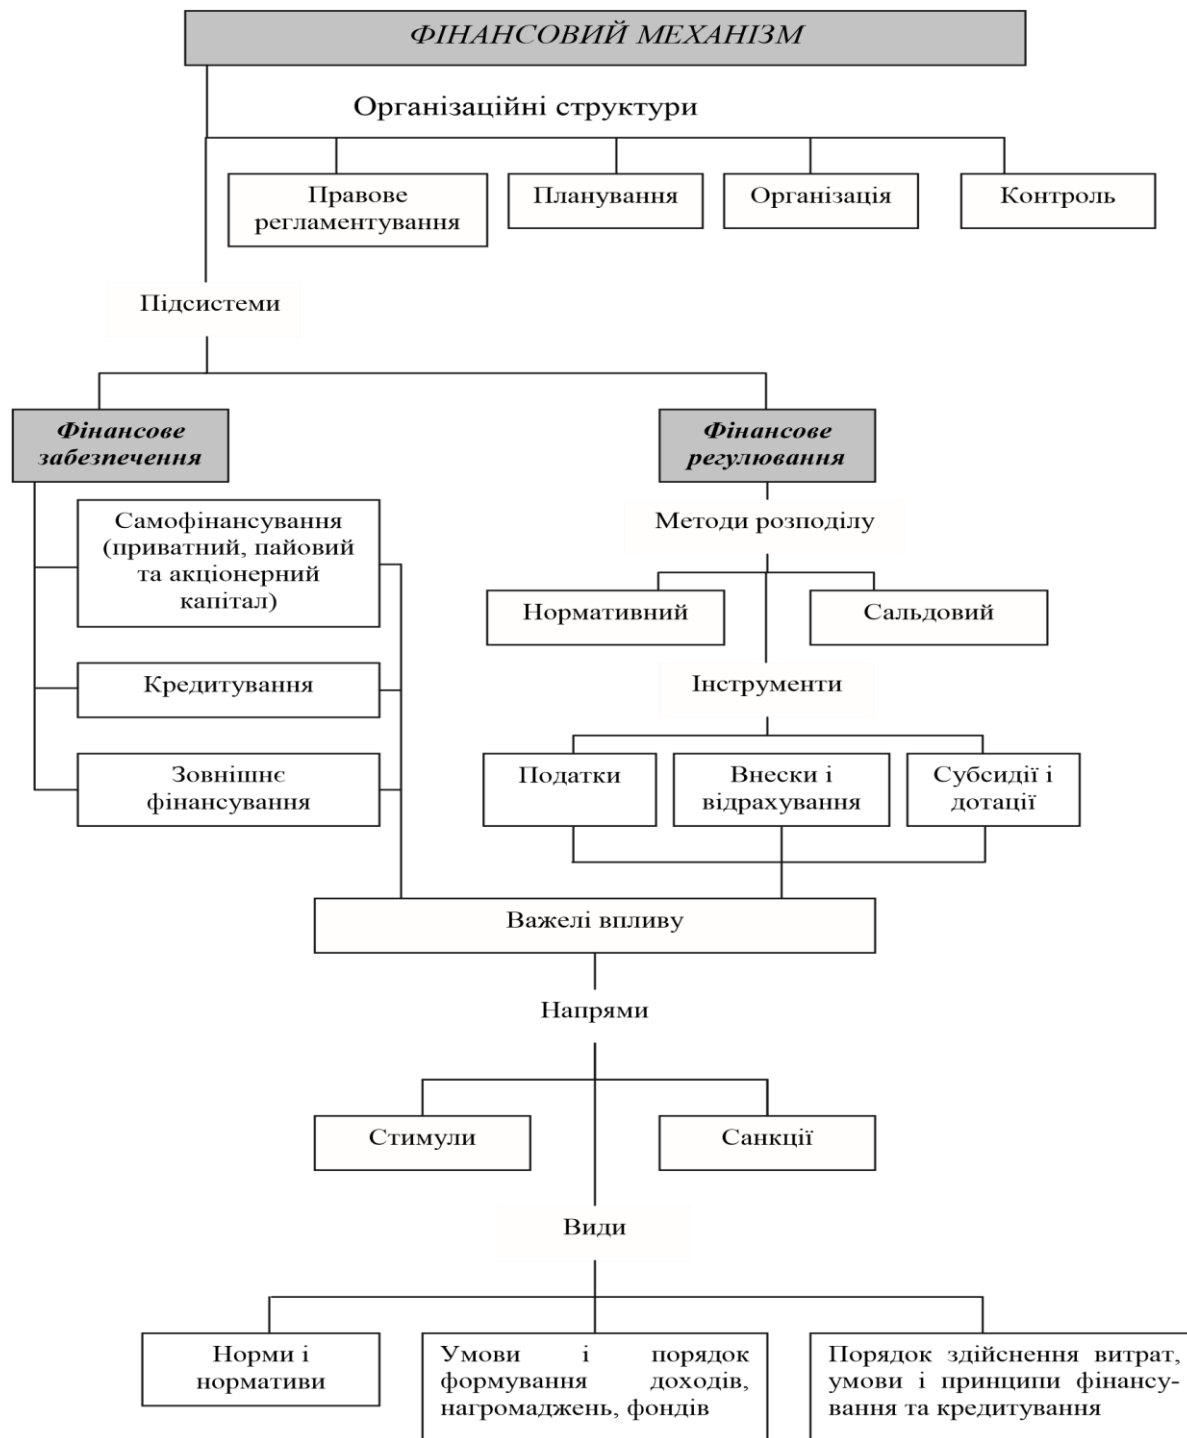 ФІНАНСОВИЙ МЕХАНІЗМ
Організаційні структури
Правове
регламентування
Планування
Організація
Контроль
Підсистеми
Фінансове
забезпечення
Фінансове
регулювання
Самофінансування
(приватний, пайовий
та акціонерний
капітал)
Кредитування
Зовнішнє
фінансування
Методи розподілу
Нормативний
Сальдовий
Інструменти
Податки
Внески і
відрахування
Субсидії і
дотації
Важелі впливу
Напрями
Стимули
Санкції
Види
Норми і
нормативи
Умови і порядок
формування доходів,
нагромаджень, фондів
Порядок здійснення витрат,
умови і принципи фінансу-
вання та кредитування